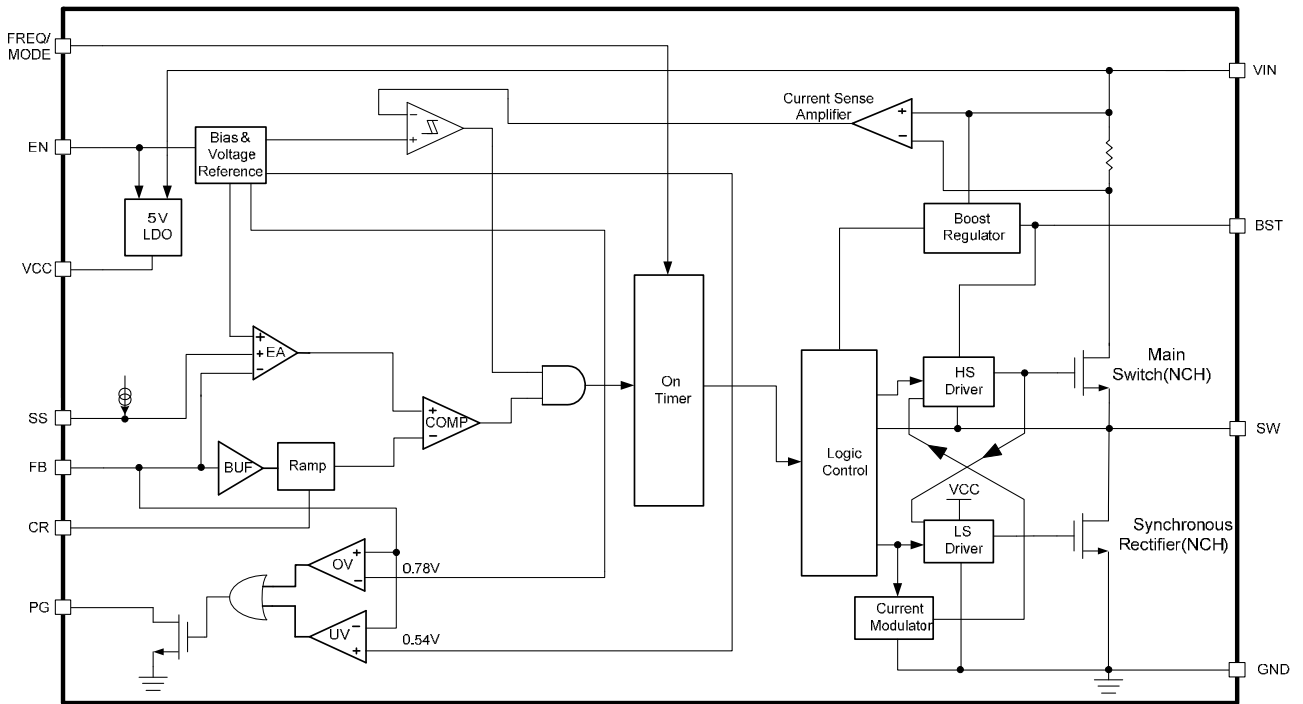 FREQ/
MODE
VIN
Current Sense
Amplifier
+
−
−
+
EN
Bias &
Voltage
Reference
5V
LDO
VCC
Boost
Regulator
BST
+
+
−
EA
SS
+
−
COMP
FB
BUF
Ramp
CR
On
Timer
Logic
Control
HS
Driver
Main
Switch(NCH)
SW
VCC
LS
Driver
Synchronous
Rectifier(NCH)
+
−
OV
0.78V
PG
−
+
UV
0.54V
Current
Modulator
GND